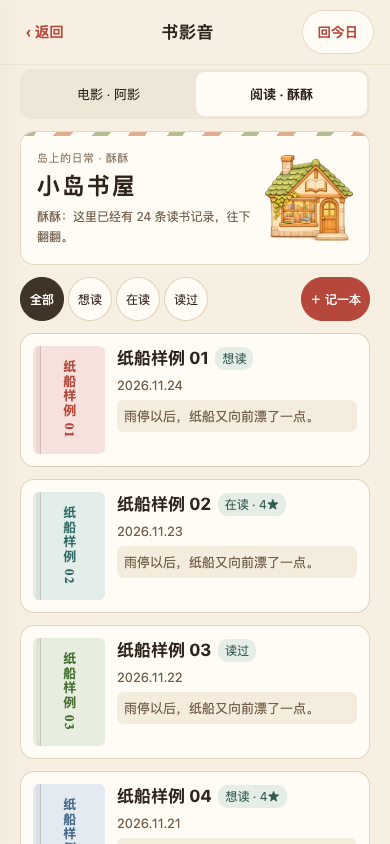 ‹ 返回
书影音
回今日
电影 · 阿影
阅读 · 酥酥
岛上的日常 · 酥酥
小岛书屋
酥酥：这里已经有 24 条读书记录，往下
翻翻。
全部
想读
在读
读过
+ 记一本
纸船样例 01
纸船样例 01 想读
2026.11.24
雨停以后，纸船又向前漂了一点。
纸船样例 02
纸船样例 02 在读 · 4★
2026.11.23
雨停以后，纸船又向前漂了一点。
纸船样例 03
纸船样例 03 读过
2026.11.22
雨停以后，纸船又向前漂了一点。
纸船样例
纸船样例 04 想读 · 4★
2026.11.21